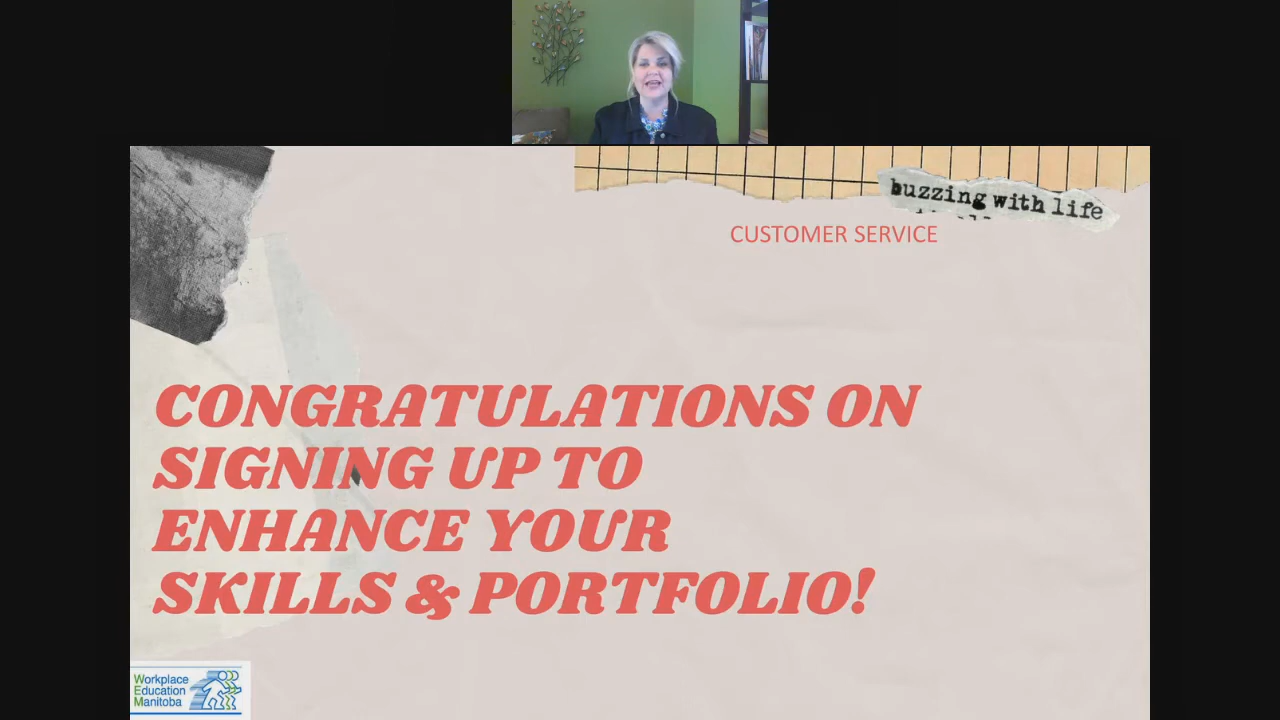 buzzing with life
CUSTOMER SERVICE
CONGRATULATIONS ON
SIGNING UP TO
ENHANCE YOUR
SKILLS & PORTFOLIO!
Workplace
Education
Manitoba